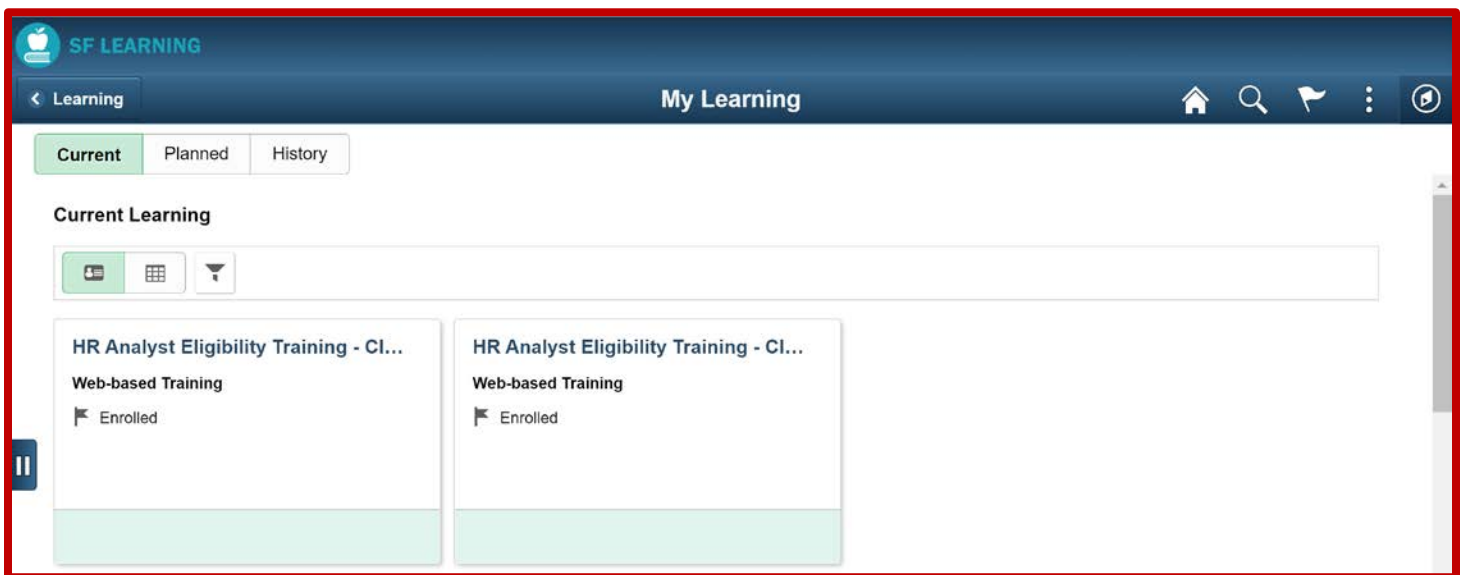 SF LEARNING
Learning
My Learning
Current
Planned
History
Current Learning
HR Analyst Eligibility Training - Cl...
HR Analyst Eligibility Training - Cl...
Web-based Training
Web-based Training
Enrolled
Enrolled